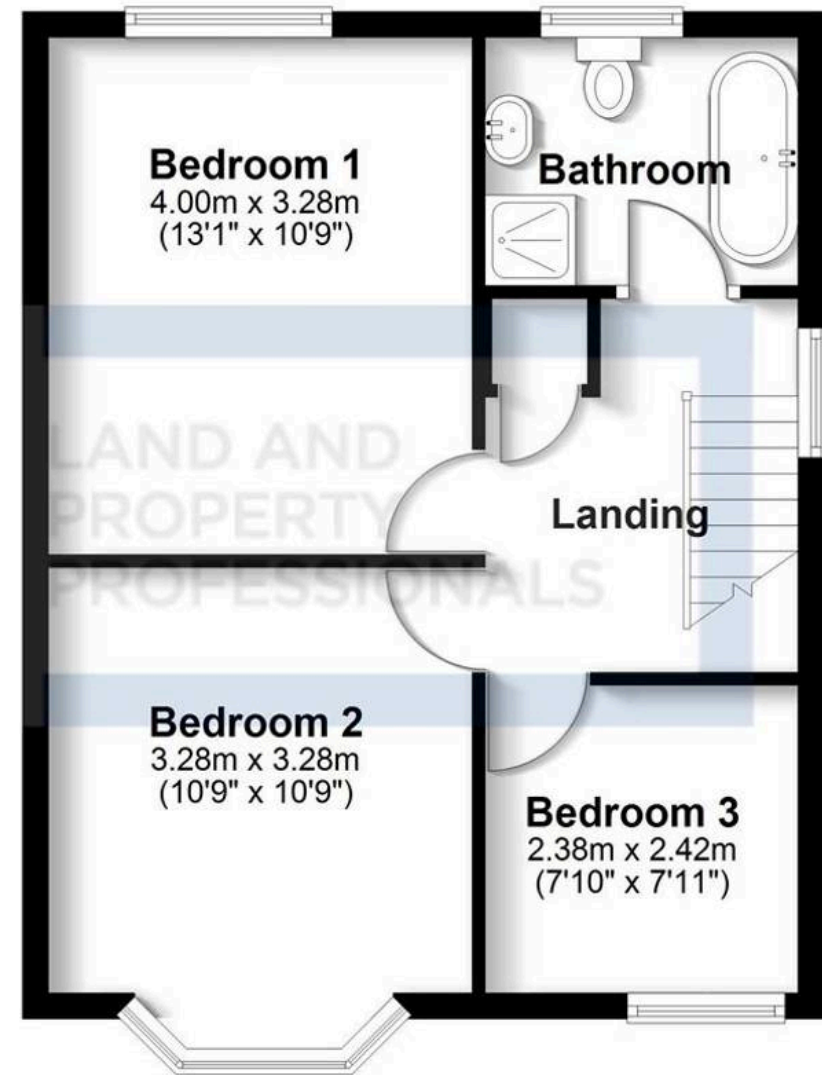 Bedroom 1
4.00m x 3.28m
(13'1" x 10'9")
Bathroom
LAND AND
PROPERTY
PROFESSIONALS
Landing
Bedroom 2
3.28m x 3.28m
(10'9" x 10'9")
Bedroom 3
2.38m x 2.42m
(7'10" x 7'11")